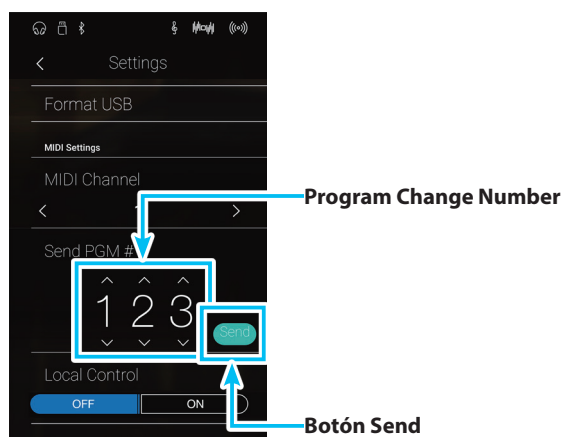 Settings
Format USB
MIDI Settings
MIDI Channel
Program Change Number
Send PGM #
1 2 3
Send
Local Control
OFF ON
Botón Send